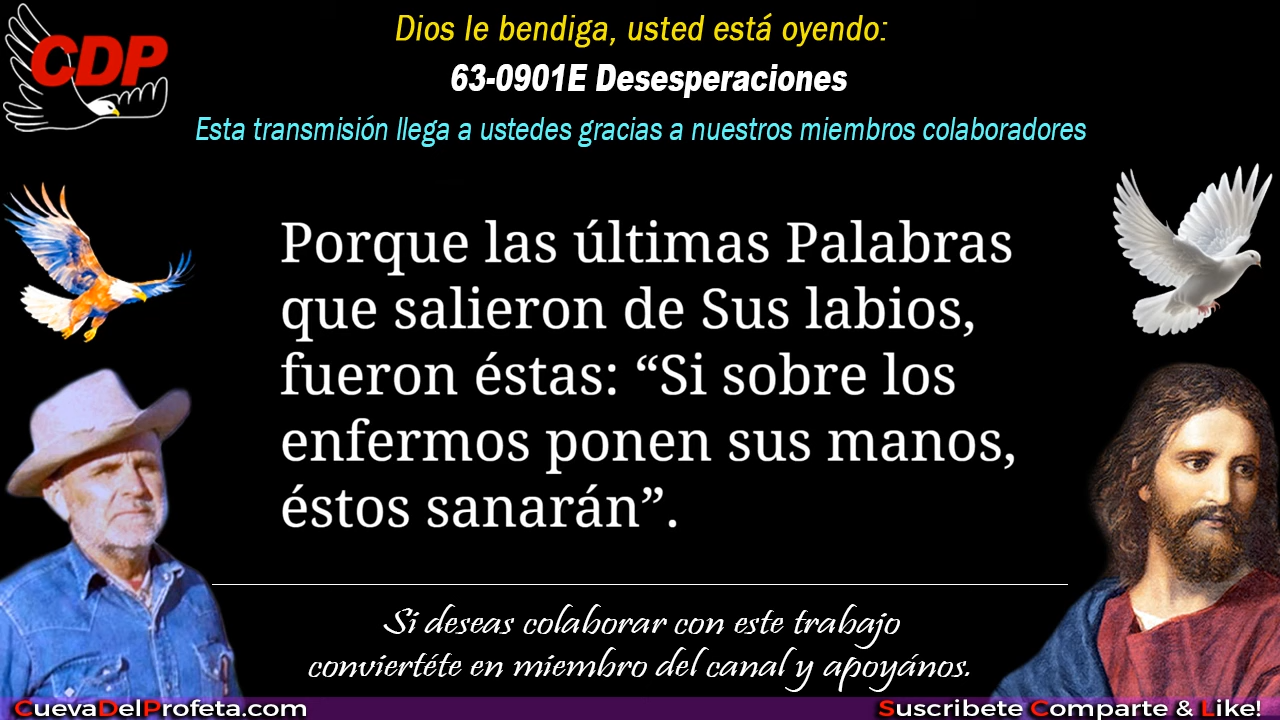 CDP
Dios le bendiga, usted está oyendo:
63-0901E Desesperaciones
Esta transmisión llega a ustedes gracias a nuestros miembros colaboradores
Porque las últimas Palabras
que salieron de Sus labios,
fueron éstas: “Si sobre los
enfermos ponen sus manos,
éstos sanarán”.
Si deseas colaborar con este trabajo
conviertéte en miembro del canal y apoyános.
CuevaDelProfeta.com
Suscribete Comparte & Like!